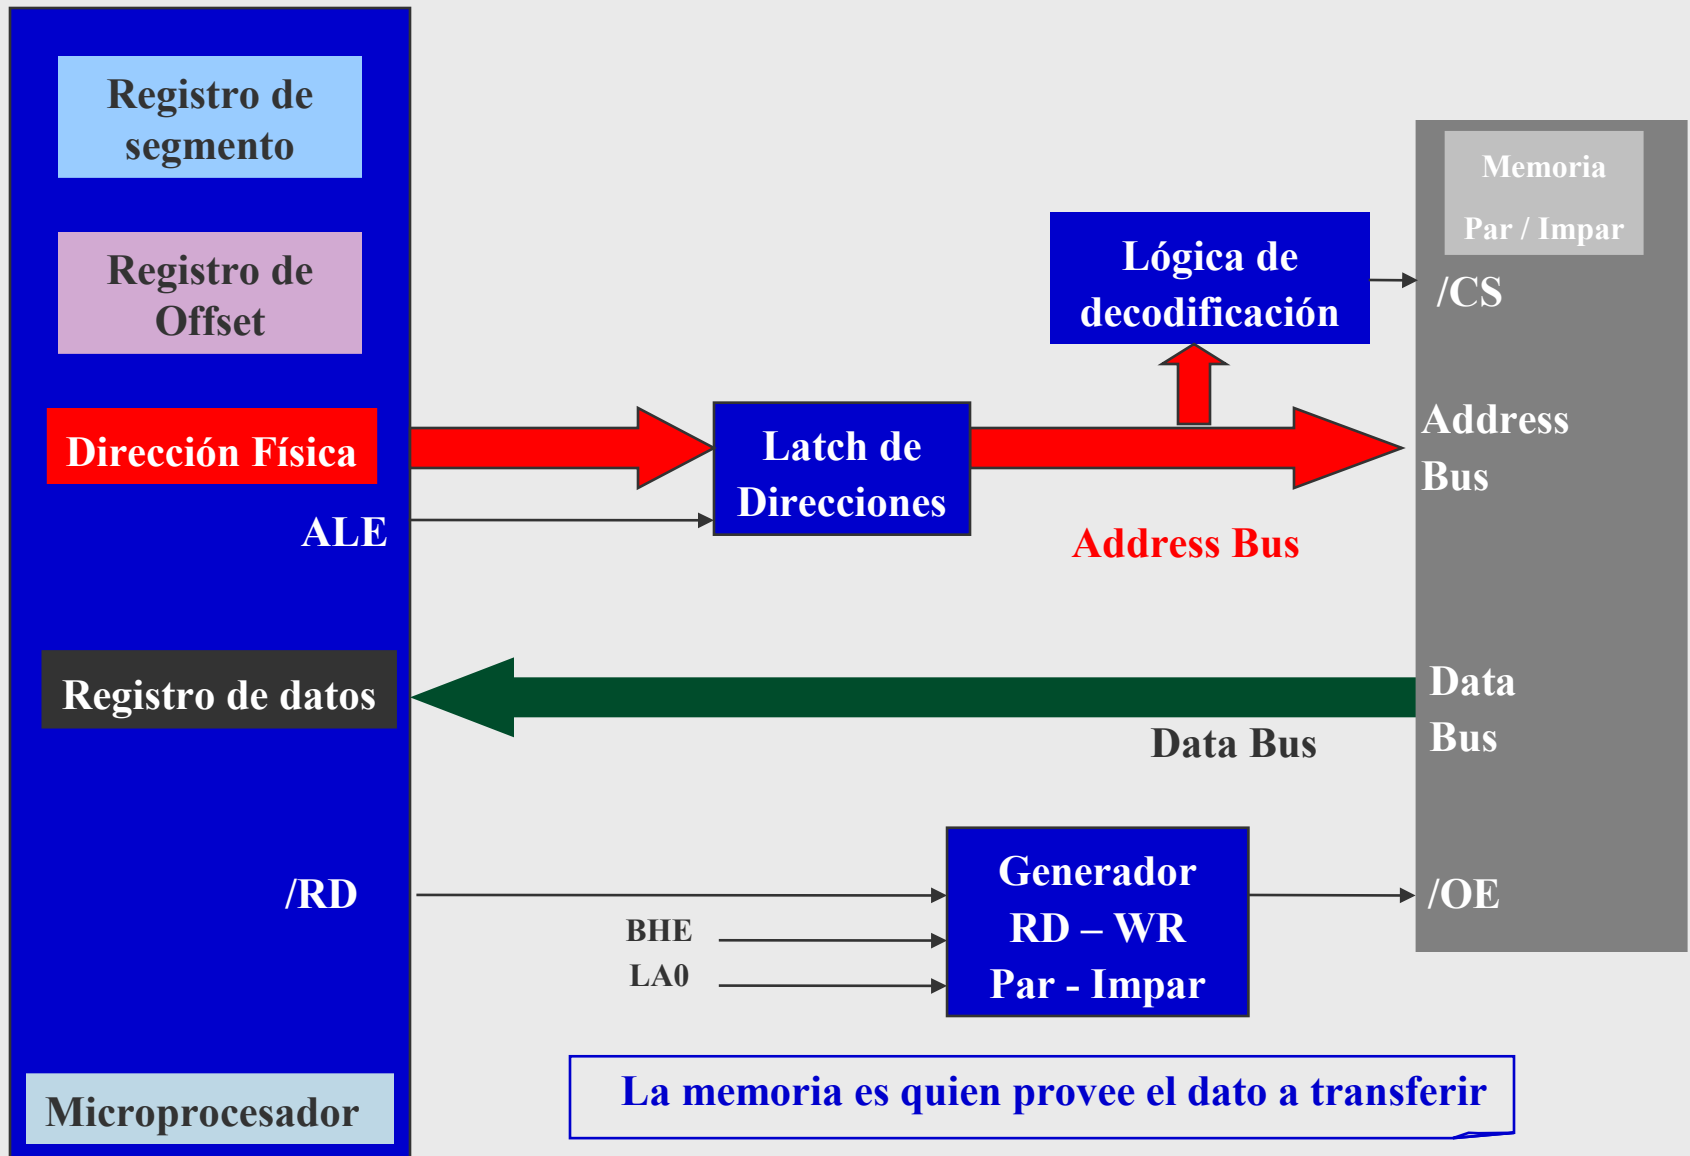 Registro de
segmento
Registro de
Offset
Dirección Física
ALE
Registro de datos
/RD
Microprocesador
Latch de
Direcciones
Lógica de
decodificación
Address Bus
Data Bus
BHE
LA0
Generador
RD – WR
Par - Impar
Memoria
Par / Impar
/CS
Address
Bus
Data
Bus
/OE
La memoria es quien provee el dato a transferir